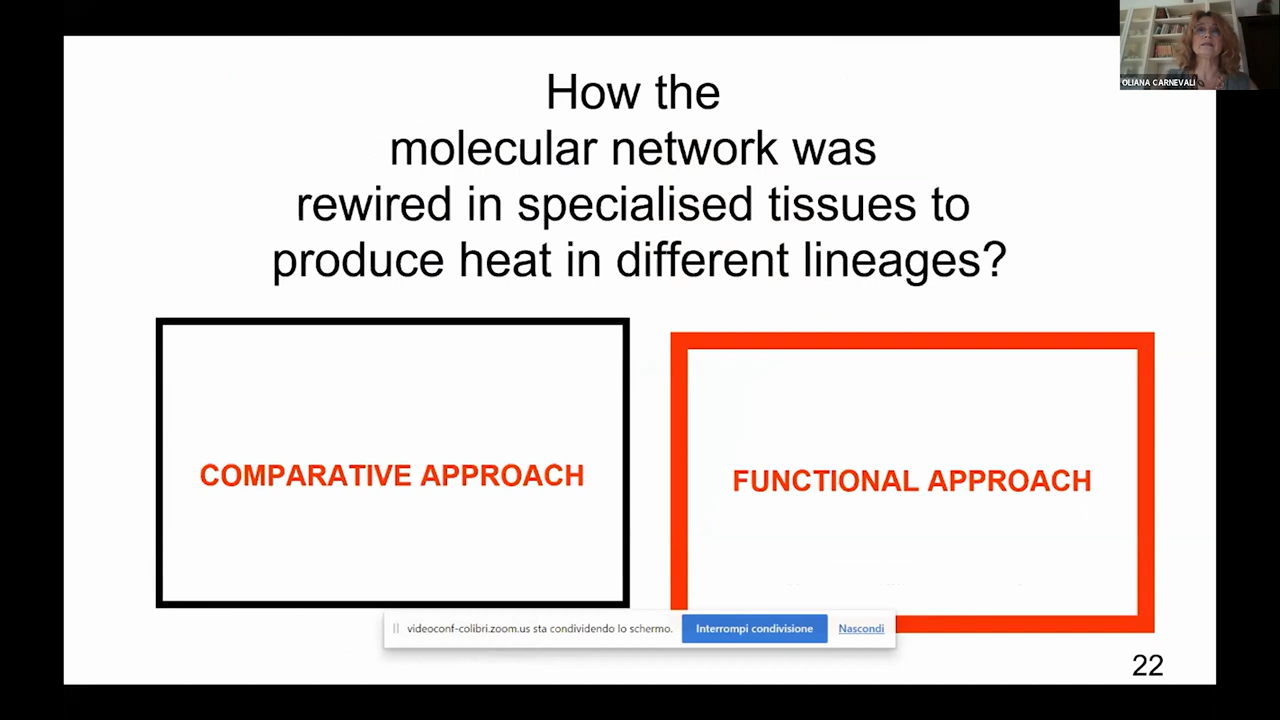 OLIANA CARNEVALI
How the
molecular network was
rewired in specialised tissues to
produce heat in different lineages?
COMPARATIVE APPROACH
FUNCTIONAL APPROACH
videoconf-colibri.zoom.us sta condividendo lo schermo. Interrompi condivisione Nascondi
22